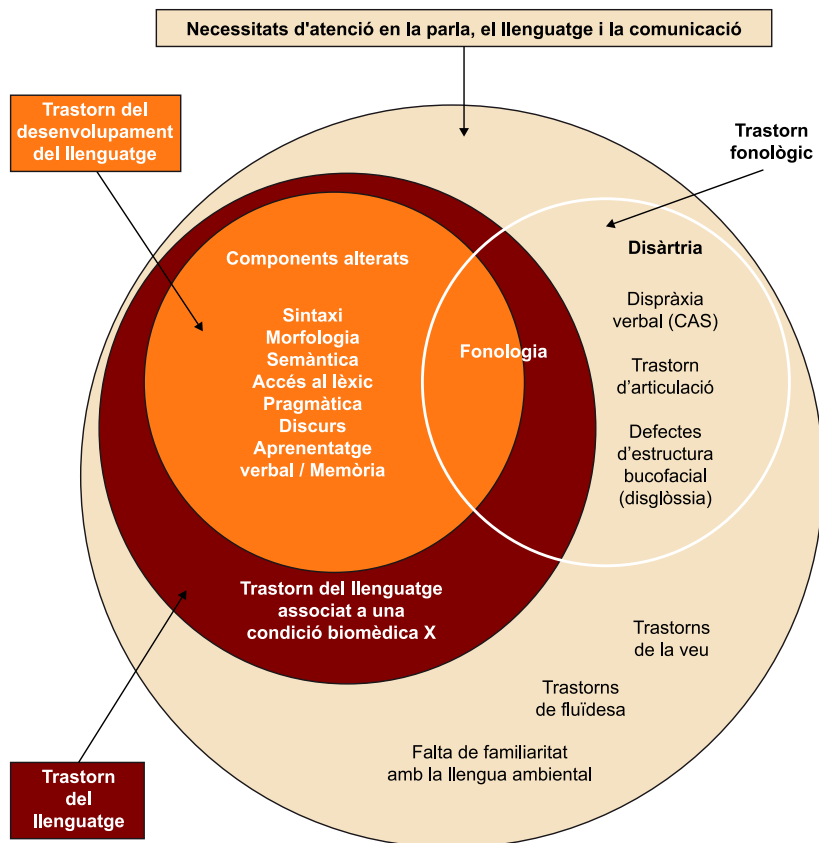 Necessitats d'atenció en la parla, el llenguatge i la comunicació
Trastorn del
desenvolupament
del llenguatge
Trastorn
fonològic
Components alterats
Sintaxi
Morfologia
Semàntica
Accés al lèxic
Pragmàtica
Discurs
Aprenentatge
verbal / Memòria
Fonologia
Disàrtria
Dispràxia
verbal (CAS)
Trastorn
d'articulació
Defectes
d'estructura
bucofacial
(disglòssia)
Trastorn del llenguatge
associat a una
condició biomèdica X
Trastorns
de la veu
Trastorns
de fluïdesa
Falta de familiaritat
amb la llengua ambiental
Trastorn
del
llenguatge